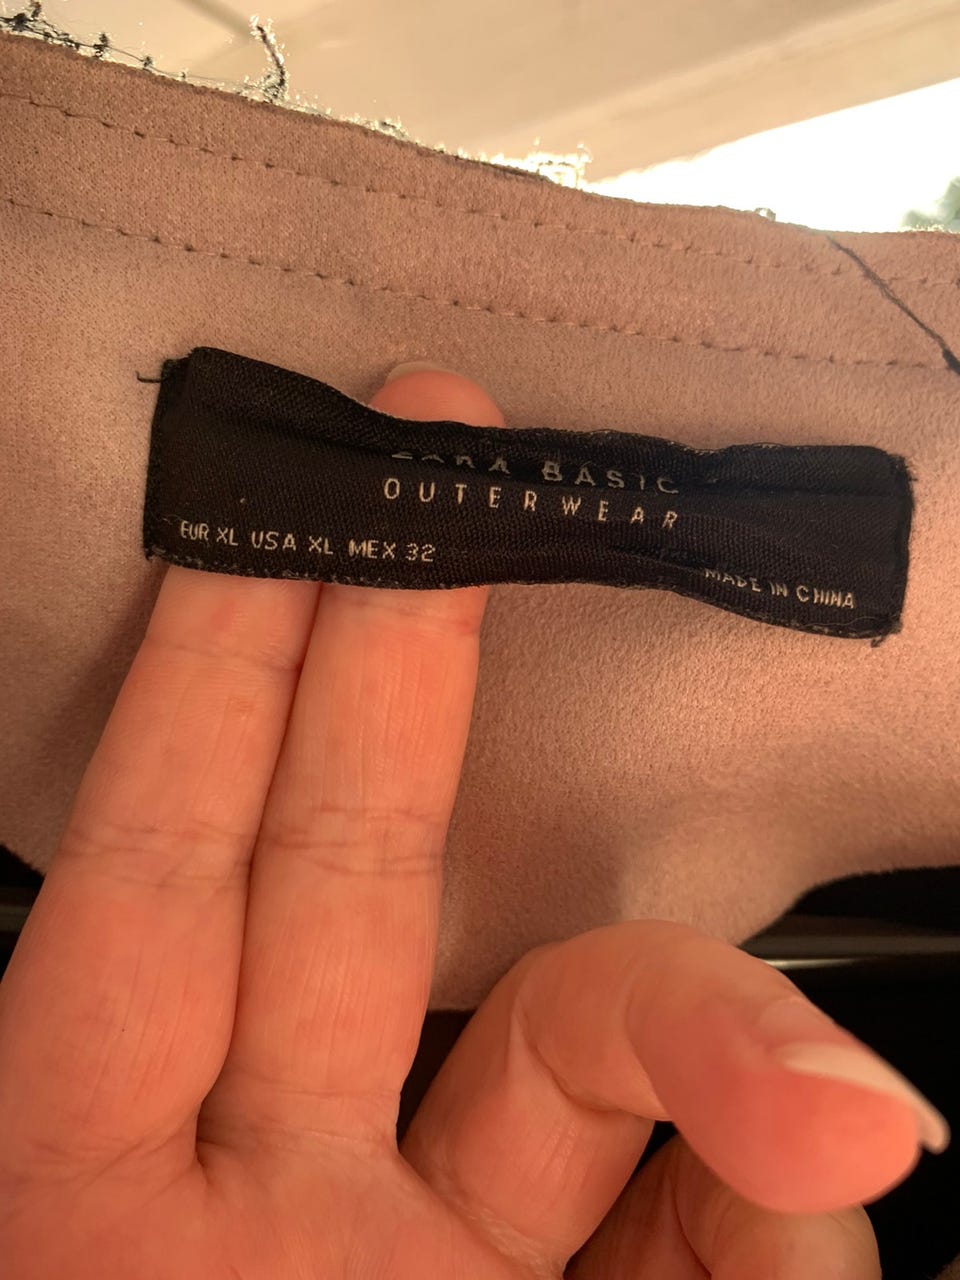 ZARA BASIC
OUTERWEAR
EUR XL USA XL MEX 32
MADE IN CHINA